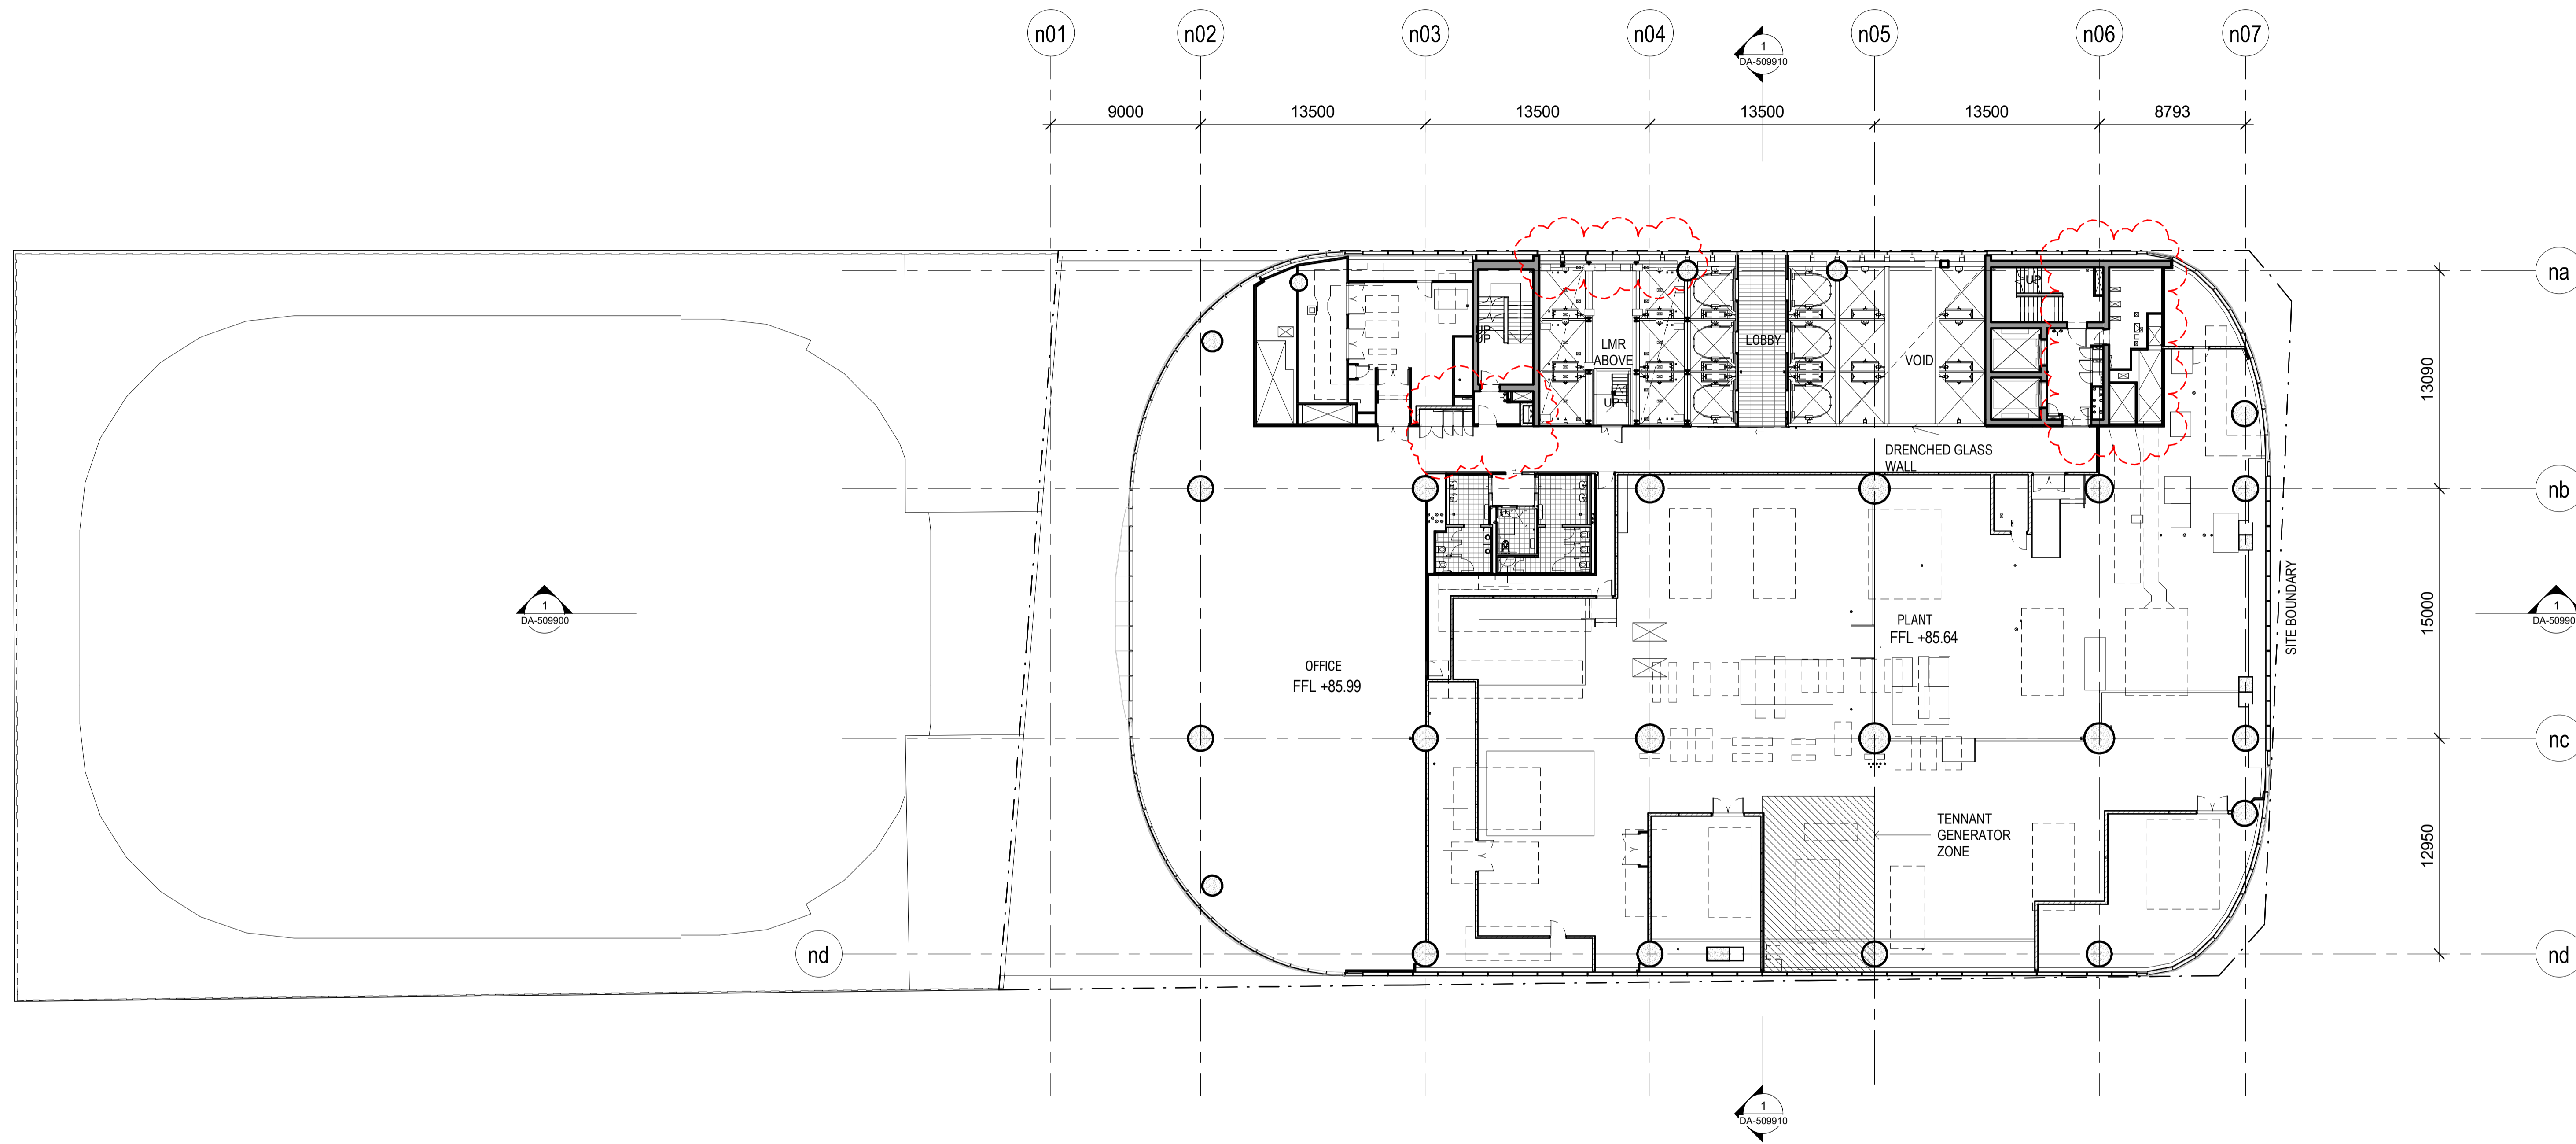 n01
n02
n03
n04
n05
n06
n07
1
DA-509910
9000
13500
13500
13500
13500
8793
na
UP
UP
UP
LMR
ABOVE
UP
LOBBY
VOID
13090
DRENCHED GLASS
WALL
nb
1
DA-509900
SITE BOUNDARY
PLANT
FFL +85.64
15000
1
DA-50990
OFFICE
FFL +85.99
nc
TENNANT
GENERATOR
ZONE
12950
nd
nd
1
DA-509910